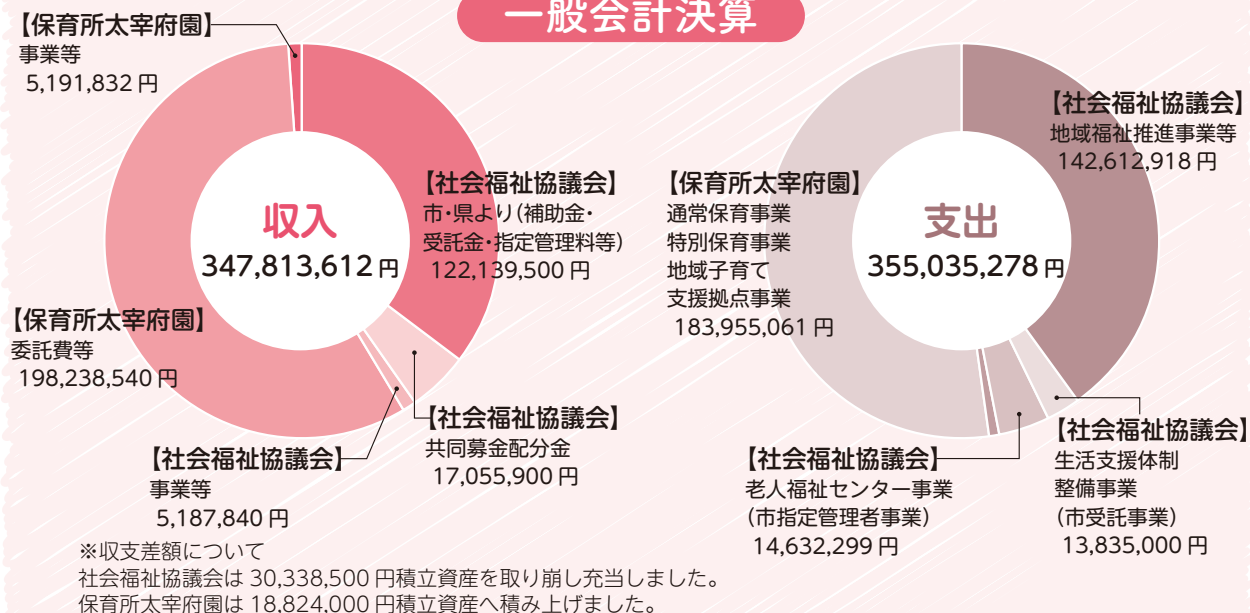 一般会計決算
【保育所太宰府園】
事業等
5,191,832 円
収入
347,813,612 円
【社会福祉協議会】
市・県より（補助金・
受託金・指定管理料等）
122,139,500 円
【保育所太宰府園】
委託費等
198,238,540 円
【社会福祉協議会】
共同募金配分金
17,055,900 円
【社会福祉協議会】
事業等
5,187,840 円
【社会福祉協議会】
地域福祉推進事業等
142,612,918 円
【保育所太宰府園】
通常保育事業
特別保育事業
地域子育て
支援拠点事業
183,955,061 円
支出
355,035,278 円
【社会福祉協議会】
老人福祉センター事業
（市指定管理者事業）
14,632,299 円
【社会福祉協議会】
生活支援体制
整備事業
（市受託事業）
13,835,000 円
※収支差額について
社会福祉協議会は 30,338,500 円積立資産を取り崩し充当しました。
保育所太宰府園は 18,824,000 円積立資産へ積み上げました。